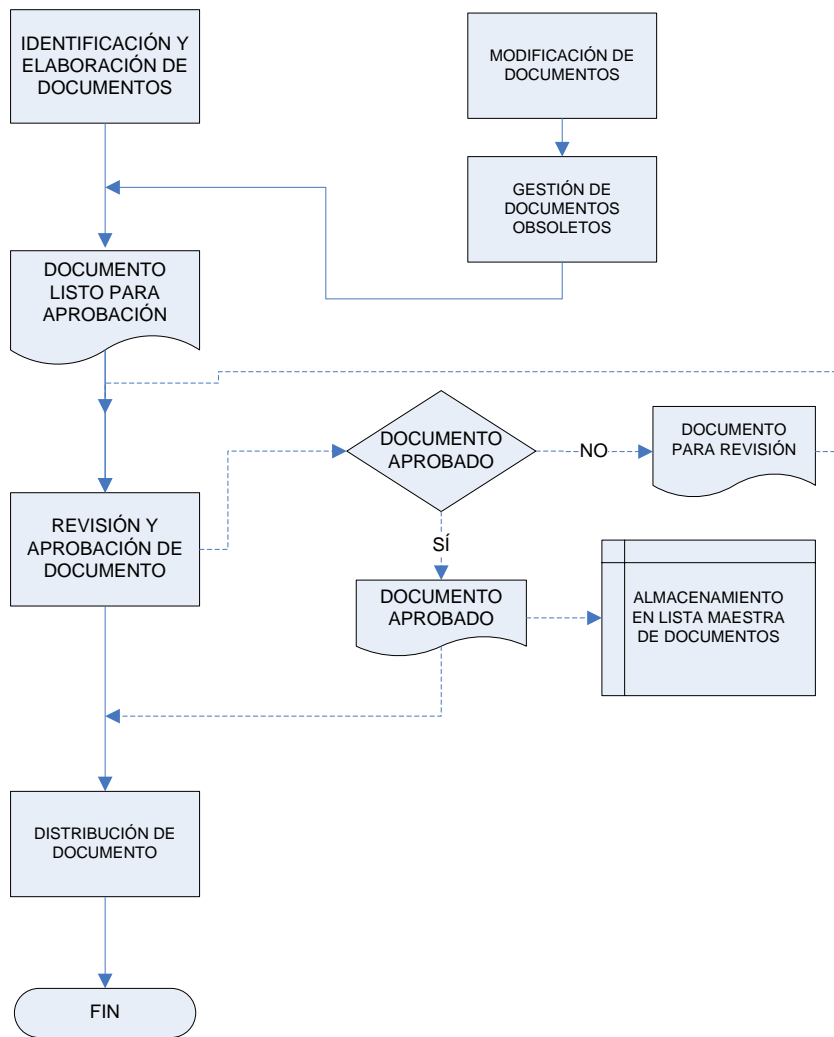 IDENTIFICACIÓN Y
ELABORACIÓN DE
DOCUMENTOS
MODIFICACIÓN DE
DOCUMENTOS
GESTIÓN DE
DOCUMENTOS
OBSOLETOS
DOCUMENTO
LISTO PARA
APROBACIÓN
DOCUMENTO
APROBADO
NO
DOCUMENTO
PARA REVISIÓN
REVISIÓN Y
APROBACIÓN DE
DOCUMENTO
SÍ
DOCUMENTO
APROBADO
ALMACENAMIENTO
EN LISTA MAESTRA
DE DOCUMENTOS
DISTRIBUCIÓN DE
DOCUMENTO
FIN